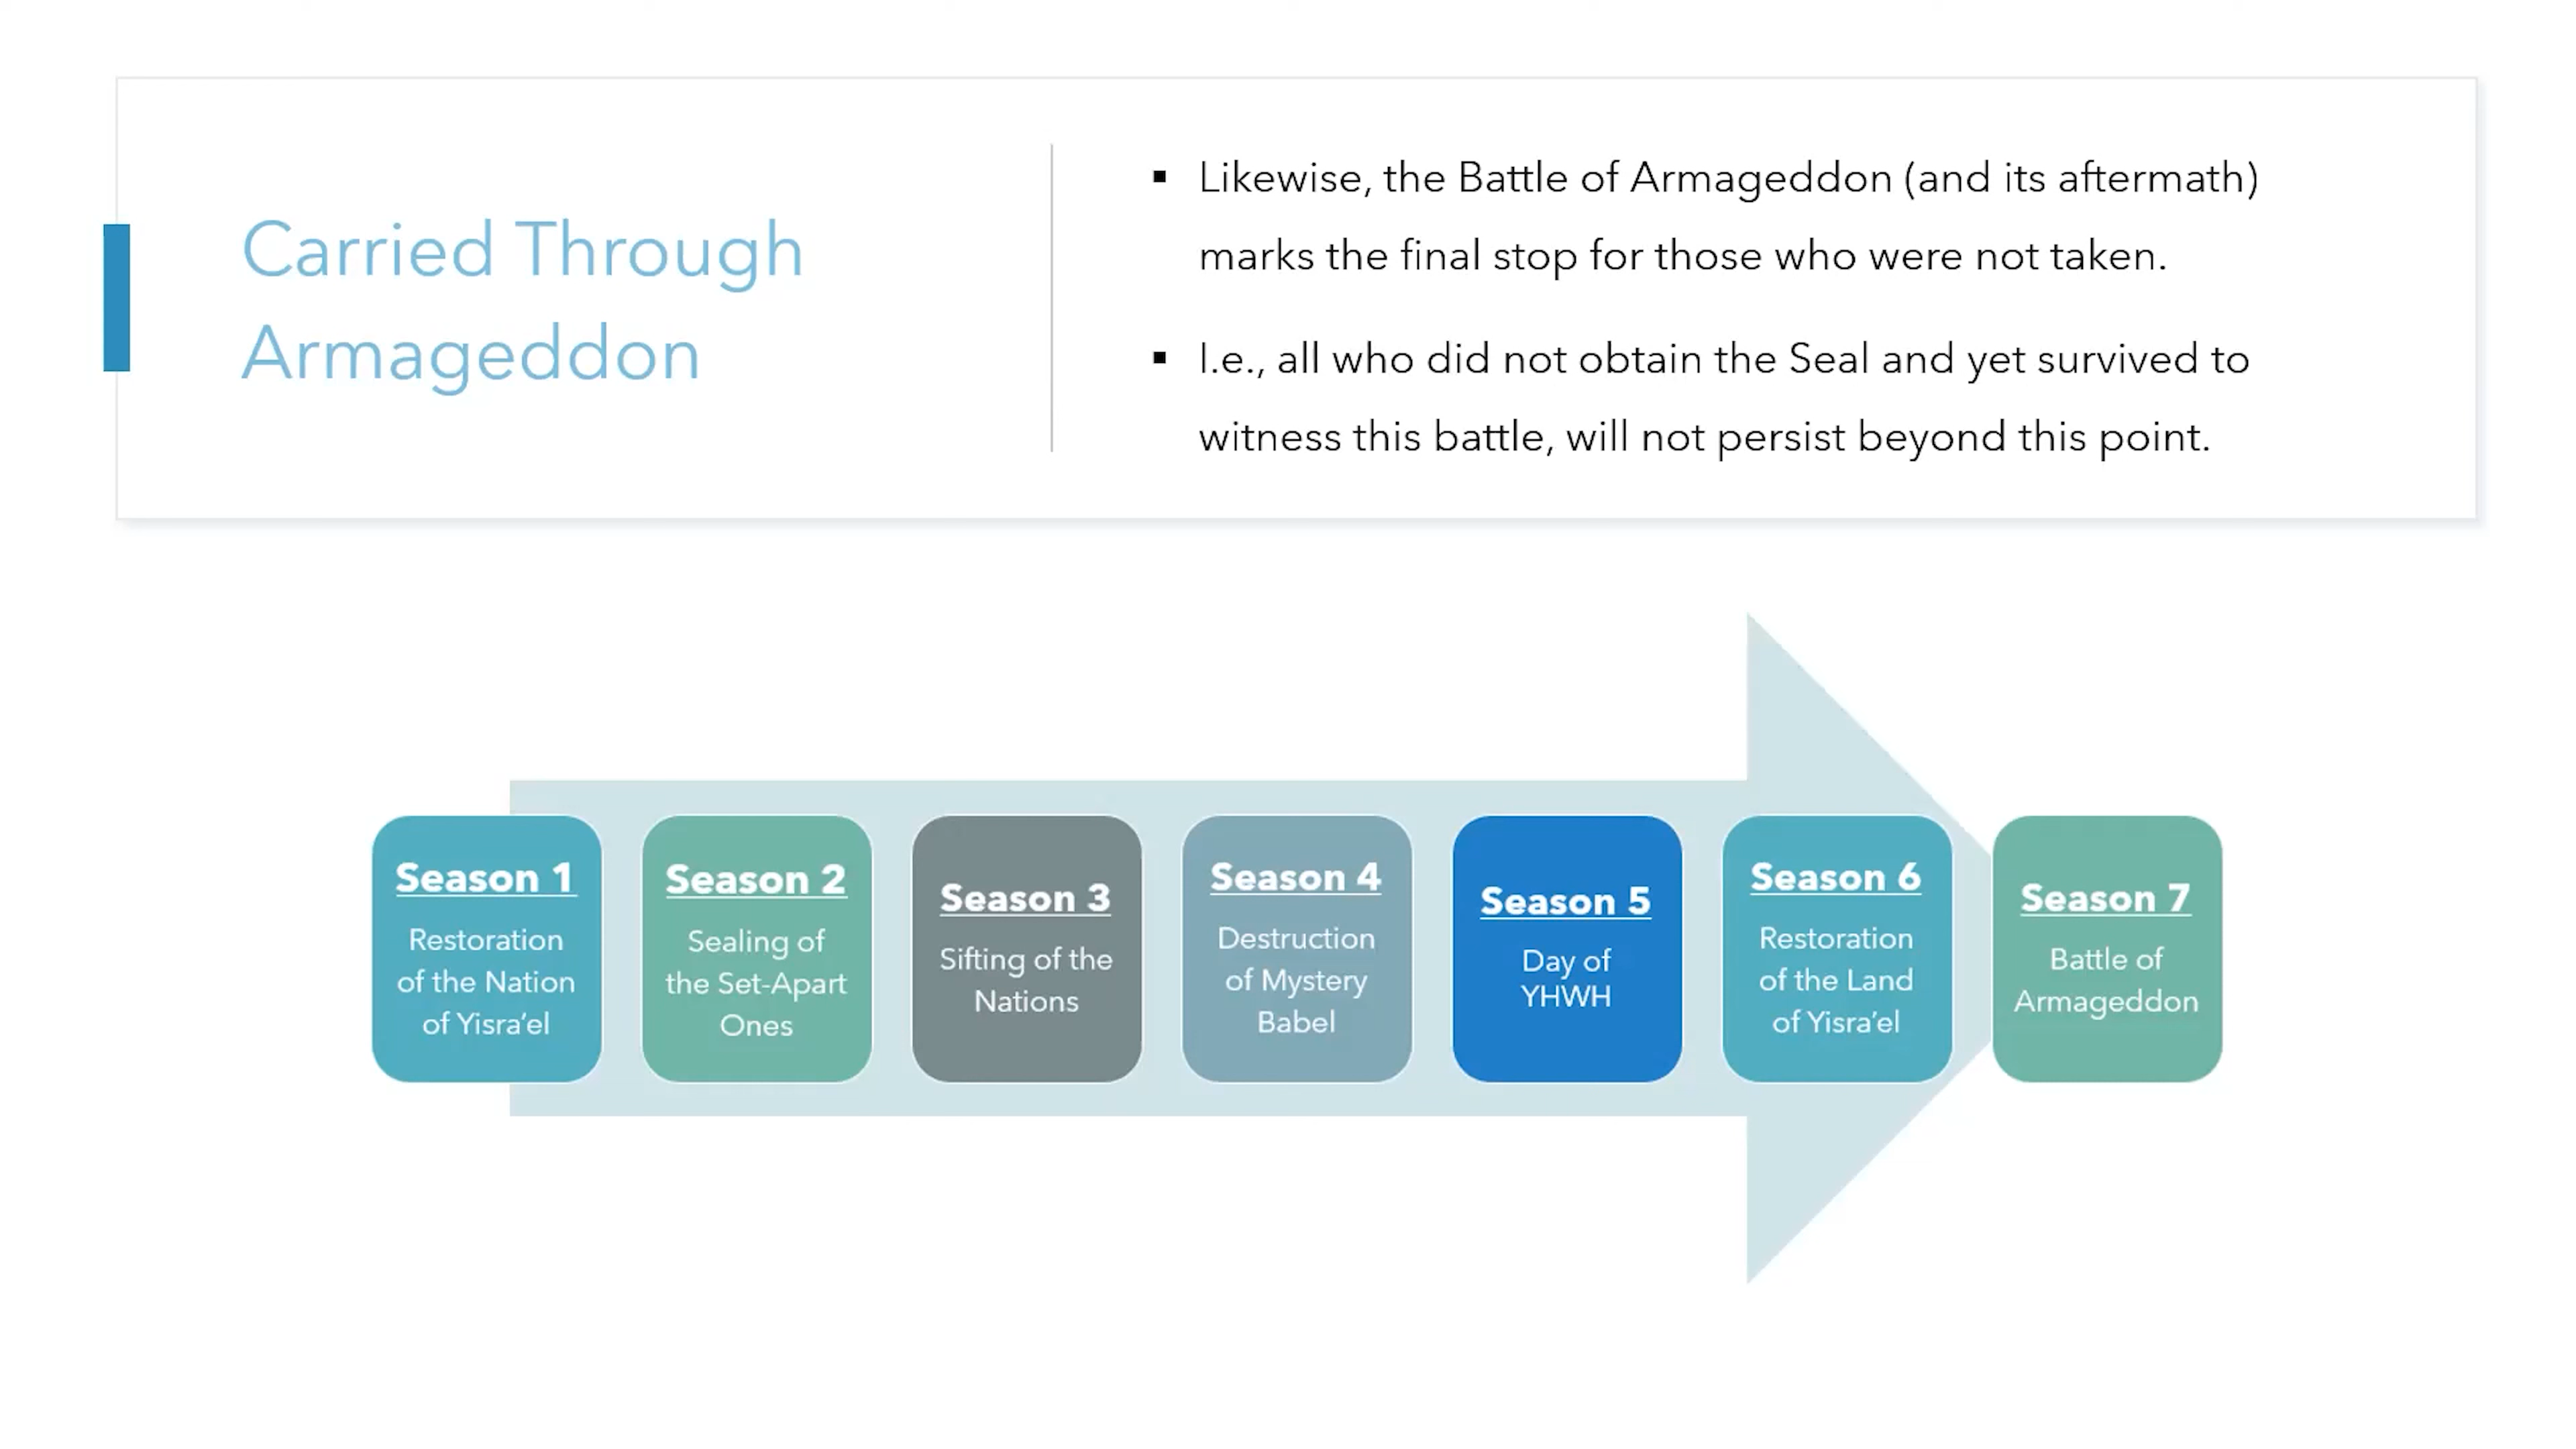 Carried Through
Armageddon
▪ Likewise, the Battle of Armageddon (and its aftermath)
marks the final stop for those who were not taken.
▪ I.e., all who did not obtain the Seal and yet survived to
witness this battle, will not persist beyond this point.
Season 1
Restoration
of the Nation
of Yisra’el
Season 2
Sealing of
the Set-Apart
Ones
Season 3
Sifting of the
Nations
Season 4
Destruction
of Mystery
Babel
Season 5
Day of
YHWH
Season 6
Restoration
of the Land
of Yisra’el
Season 7
Battle of
Armageddon